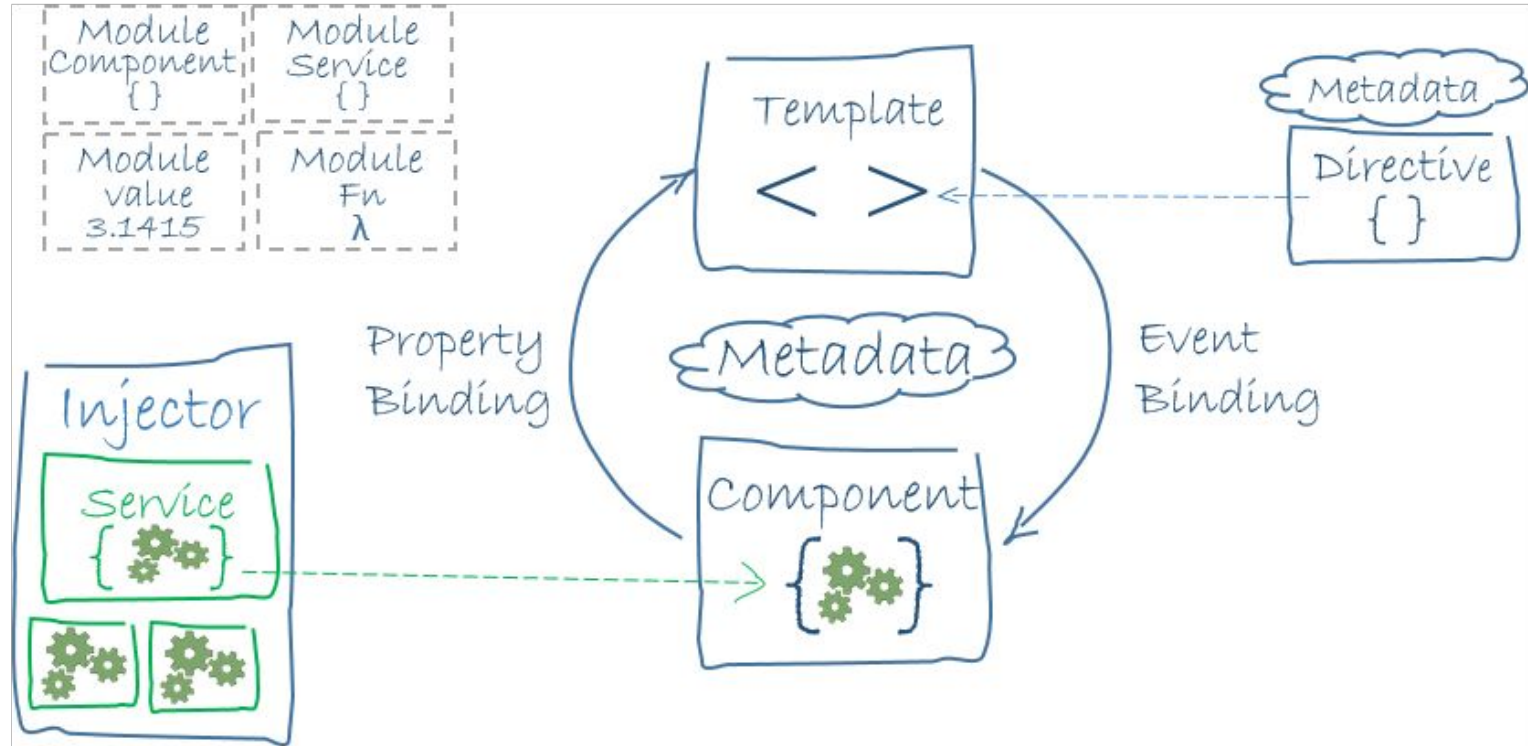 Module
Component
{ }
Module
Service
{ }
Module
value
3.1415
Module
Fn
λ
Template
< >
Metadata
Directive
{ }
Property
Binding
Metadata
Event
Binding
Injector
Service
{ }
Component
{ }